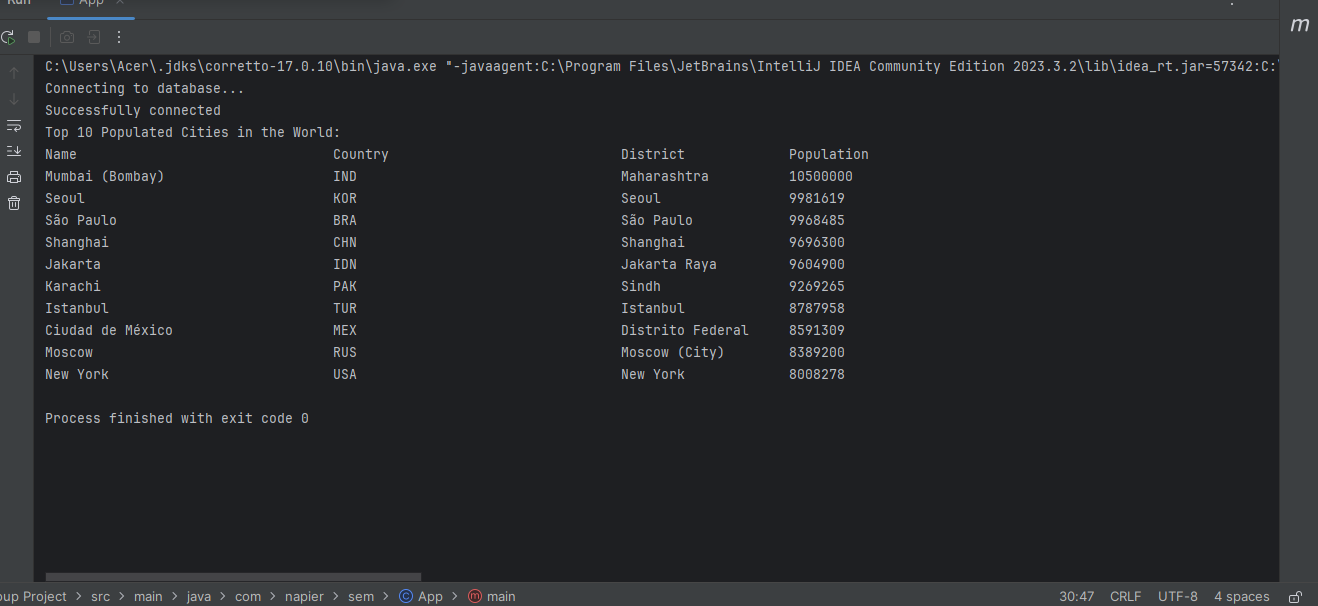 Run App ×
m
C:\Users\Acer\.jdks\corretto-17.0.10\bin\java.exe "-javaagent:C:\Program Files\JetBrains\IntelliJ IDEA Community Edition 2023.3.2\lib\idea_rt.jar=57342:C:\
Connecting to database...
Successfully connected
Top 10 Populated Cities in the World:
Name Country District Population
Mumbai (Bombay) IND Maharashtra 10500000
Seoul KOR Seoul 9981619
São Paulo BRA São Paulo 9968485
Shanghai CHN Shanghai 9696300
Jakarta IDN Jakarta Raya 9604900
Karachi PAK Sindh 9269265
Istanbul TUR Istanbul 8787958
Ciudad de México MEX Distrito Federal 8591309
Moscow RUS Moscow (City) 8389200
New York USA New York 8008278
Process finished with exit code 0
oup Project > src > main > java > com > napier > sem > C App > m main 30:47 CRLF UTF-8 4 spaces